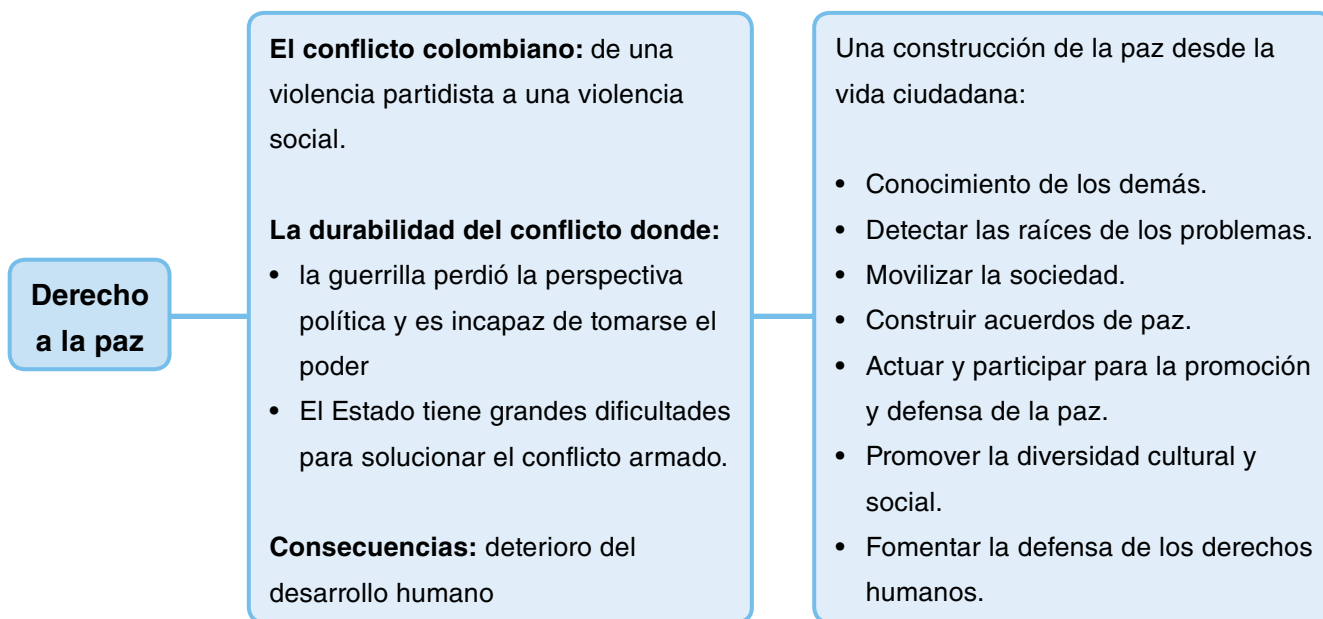 Derecho
a la paz
El conflicto colombiano: de una
violencia partidista a una violencia
social.
La durabilidad del conflicto donde:
• la guerrilla perdió la perspectiva
política y es incapaz de tomarse el
poder
• El Estado tiene grandes dificultades
para solucionar el conflicto armado.
Consecuencias: deterioro del
desarrollo humano
Una construcción de la paz desde la
vida ciudadana:
• Conocimiento de los demás.
• Detectar las raíces de los problemas.
• Movilizar la sociedad.
• Construir acuerdos de paz.
• Actuar y participar para la promoción
y defensa de la paz.
• Promover la diversidad cultural y
social.
• Fomentar la defensa de los derechos
humanos.